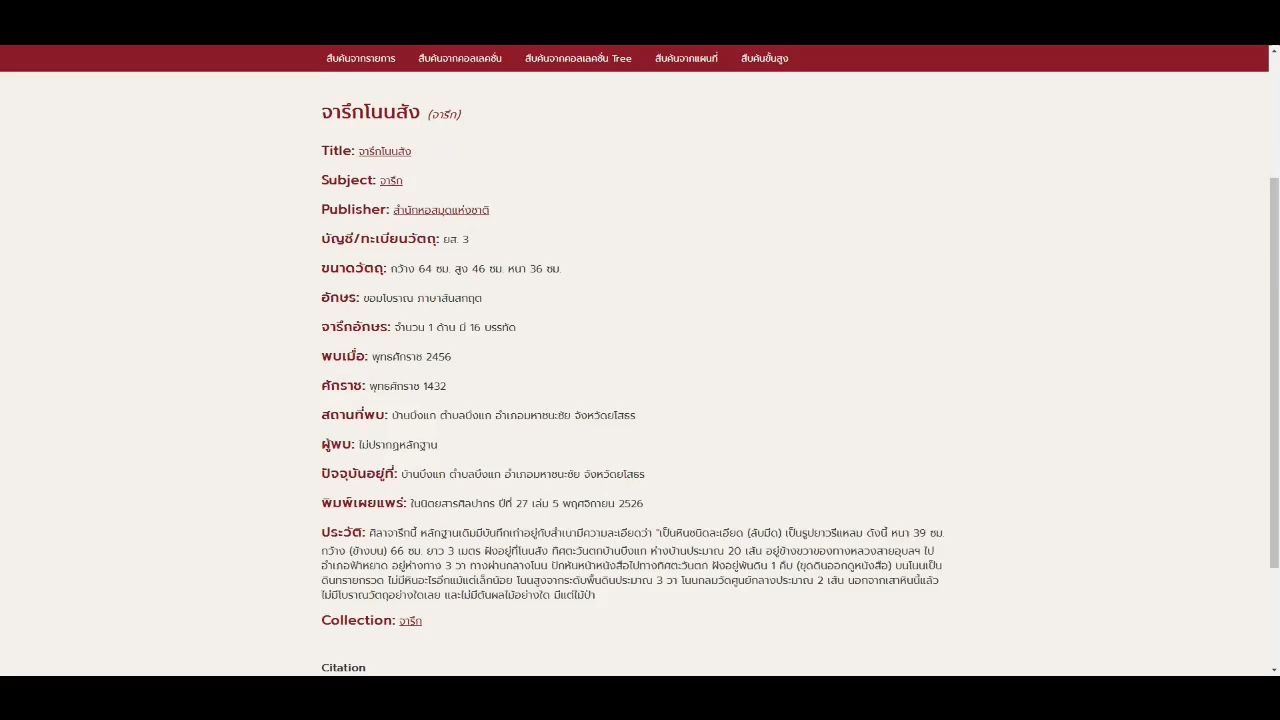 สืบค้นจากรายการ สืบค้นจากคอลเลคชั่น สืบค้นจากคอลเลคชั่น Tree สืบค้นจากแผนที่ สืบค้นขั้นสูง
จารึกโนนสัง (จารึก)
Title: จารึกโนนสัง
Subject: จารึก
Publisher: สำนักหอสมุดแห่งชาติ
บัญชี/ทะเบียนวัตถุ: ยส. 3
ขนาดวัตถุ: กว้าง 64 ซม. สูง 46 ซม. หนา 36 ซม.
อักษร: ขอมโบราณ ภาษาสันสกฤต
จารึกอักษร: จำนวน 1 ด้าน มี 16 บรรทัด
พบเมื่อ: พุทธศักราช 2456
ศักราช: พุทธศักราช 1432
สถานที่พบ: บ้านบึงแก ตำบลบึงแก อำเภอมหาชนะชัย จังหวัดยโสธร
ผู้พบ: ไม่ปรากฏหลักฐาน
ปัจจุบันอยู่ที่: บ้านบึงแก ตำบลบึงแก อำเภอมหาชนะชัย จังหวัดยโสธร
พิมพ์เผยแพร่: ในนิตยสารศิลปากร ปีที่ 27 เล่ม 5 พฤศจิกายน 2526
ประวัติ: ศิลาจารึกนี้ หลักฐานเดิมมีบันทึกเก่าอยู่กับสำเนามีความละเอียดว่า "เป็นหินชนิดละเอียด (ลับมีด) เป็นรูปยาวรีแหลม ดังนี้ หนา 39 ซม.
กว้าง (ข้างบน) 66 ซม. ยาว 3 เมตร ฝังอยู่ที่โนนสัง ทิศตะวันตกบ้านบึงแก ห่างบ้านประมาณ 20 เส้น อยู่ข้างขวาของทางหลวงสายอุบลฯ ไป
อำเภอฟ้าหยาด อยู่ห่างทาง 3 วา ทางผ่านกลางโนน ปักหันหน้าหนังสือไปทางทิศตะวันตก ฝังอยู่พ้นดิน 1 คืบ (ขุดดินออกดูหนังสือ) บนโนนเป็น
ดินทรายกรวด ไม่มีหินอะไรอีกแม้แต่เล็กน้อย โนนสูงจากระดับพื้นดินประมาณ 3 วา โนนกลมวัดศูนย์กลางประมาณ 2 เส้น นอกจากเสาหินนี้แล้ว
ไม่มีโบราณวัตถุอย่างใดเลย และไม่มีต้นผลไม้อย่างใด มีแต่ไม้ป่า
Collection: จารึก
Citation